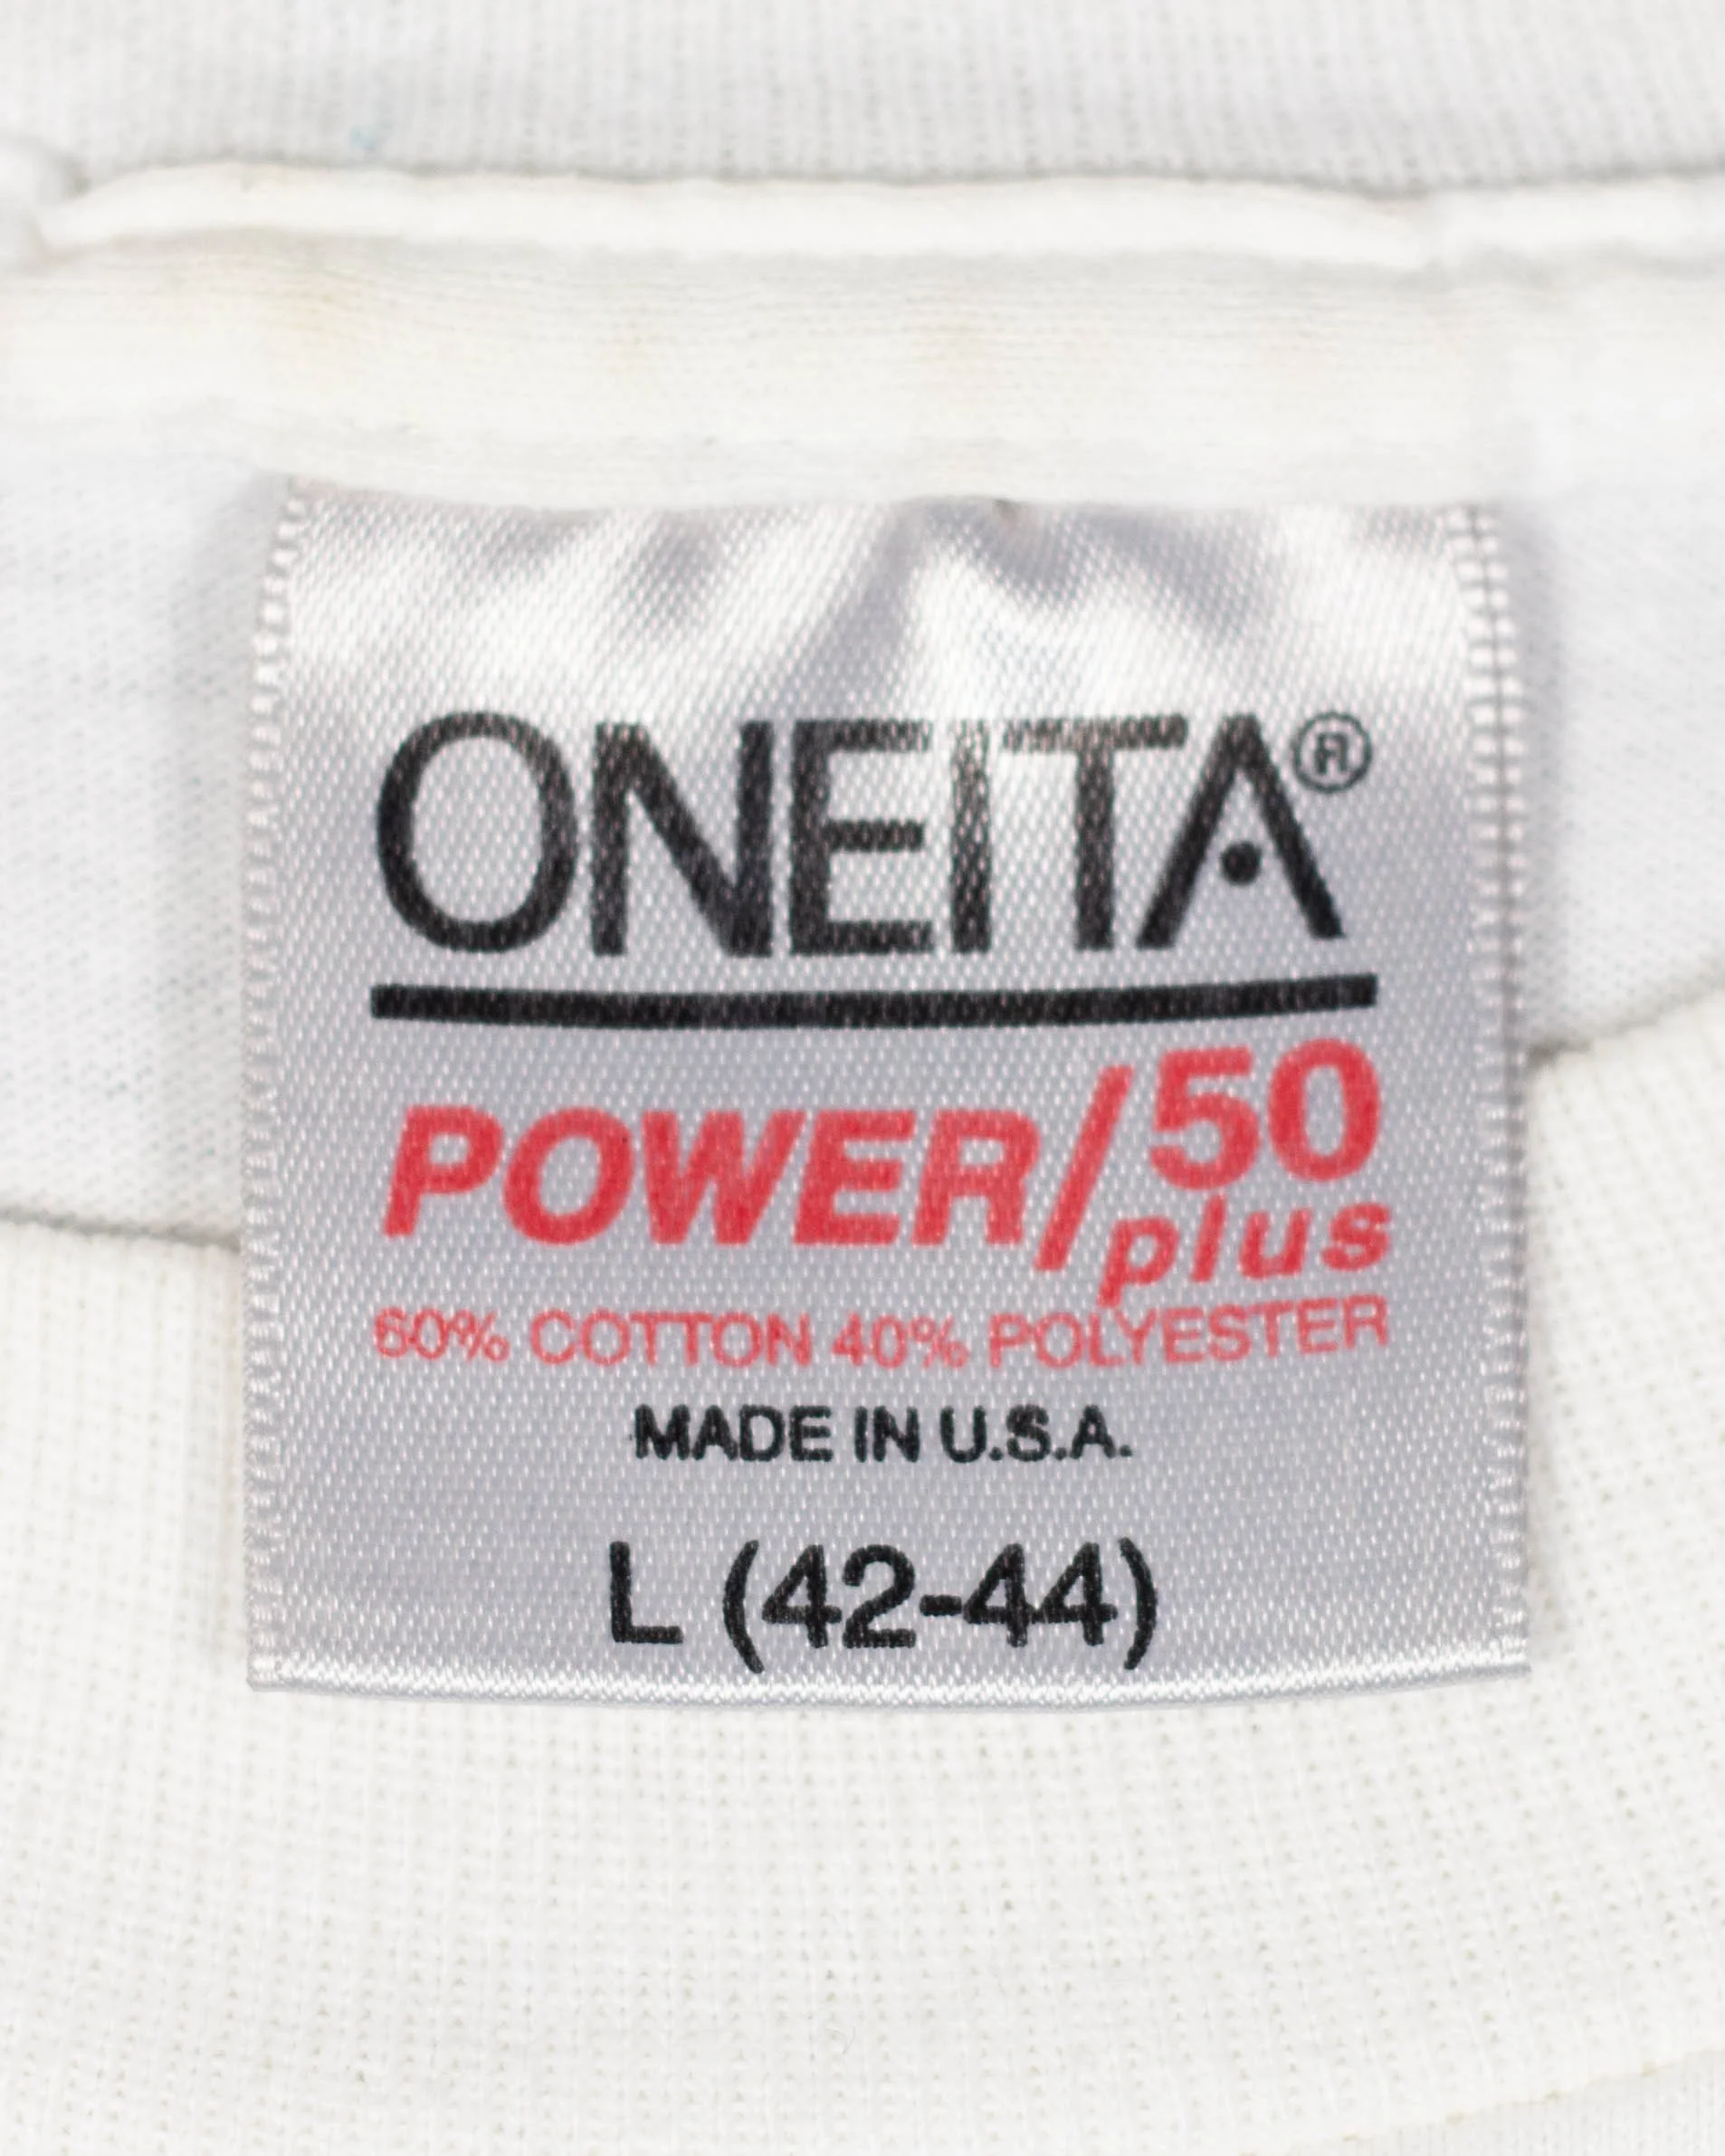 ONEITA®
POWER/50
plus
60% COTTON 40% POLYESTER
MADE IN U.S.A.
L (42-44)